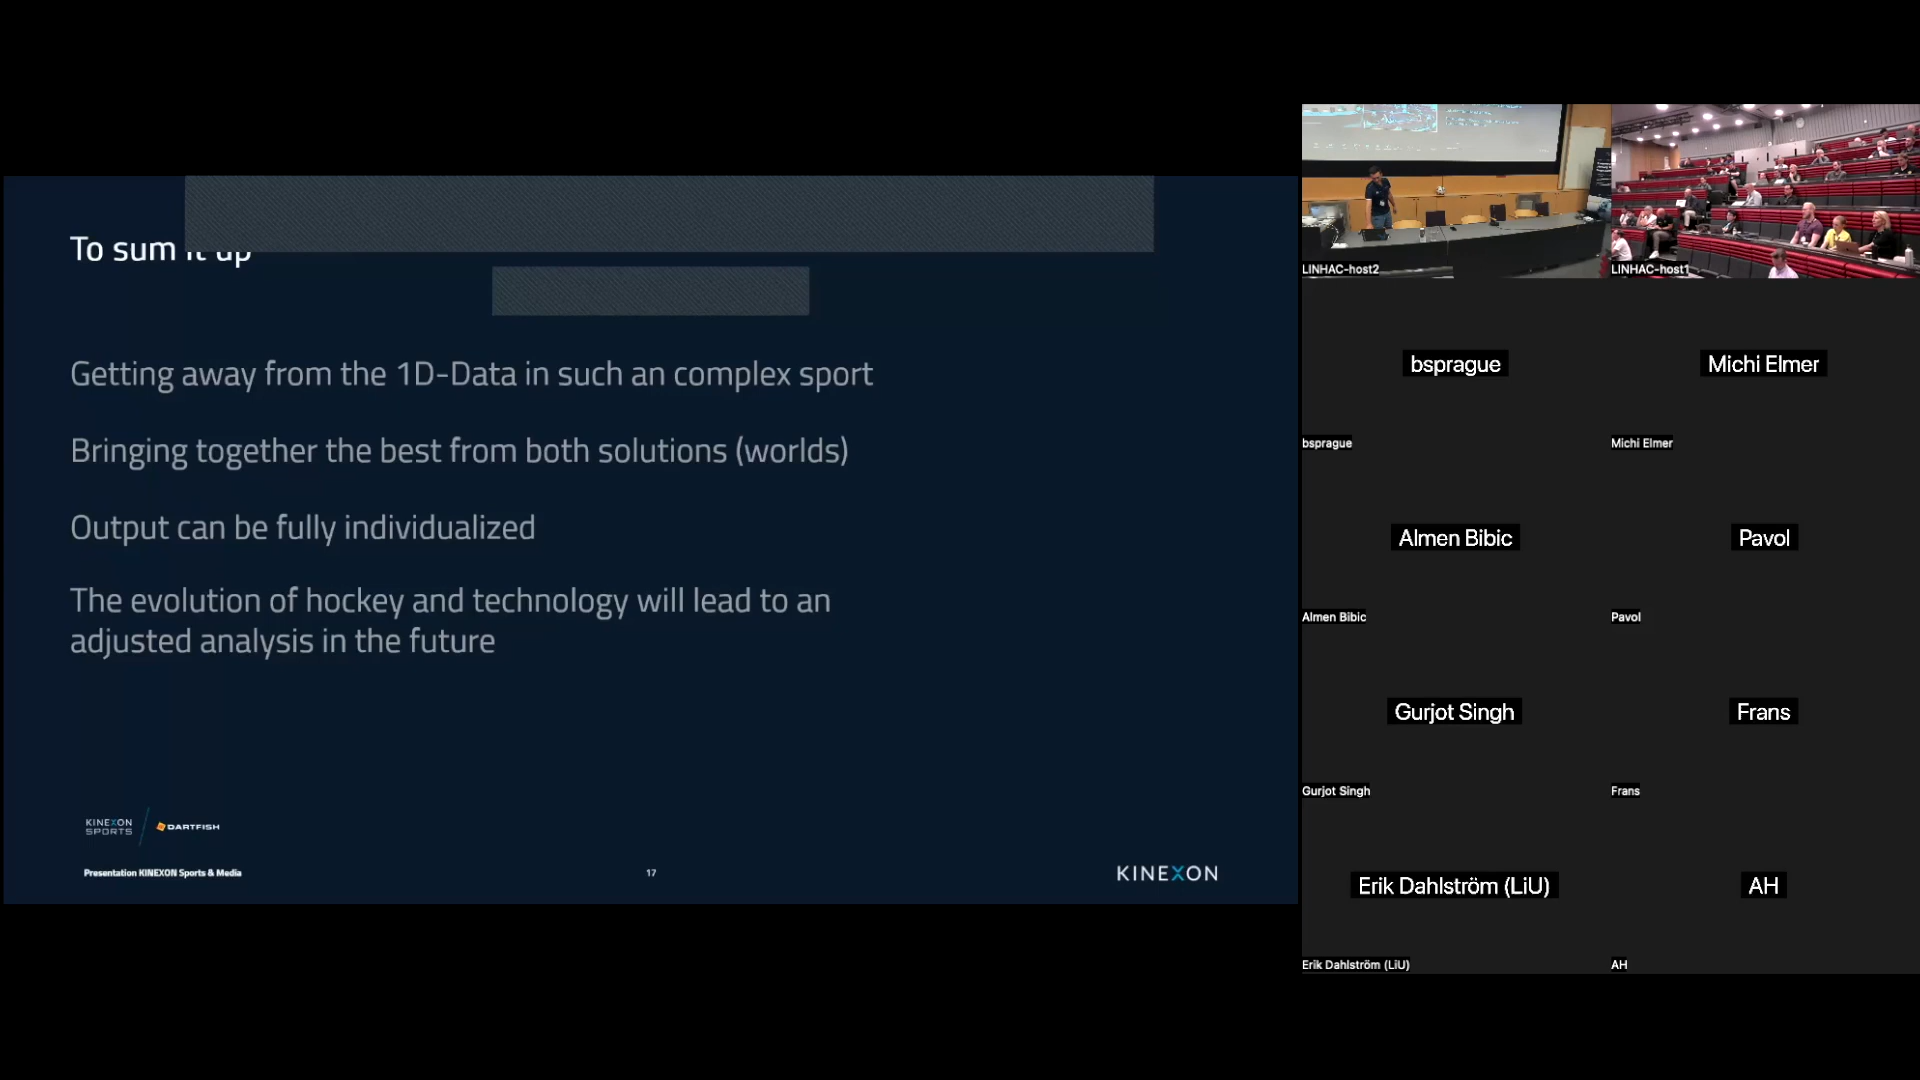 To sum it up
Getting away from the 1D-Data in such an complex sport
Bringing together the best from both solutions (worlds)
Output can be fully individualized
The evolution of hockey and technology will lead to an
adjusted analysis in the future
KINEXON
SPORTS
DARTFISH
Presentation KINEXON Sports & Media
17
KINEXON
LINHAC-host2
LINHAC-host1
bsprague
Michi Elmer
bsprague
Michi Elmer
Almen Bibic
Pavol
Almen Bibic
Pavol
Gurjot Singh
Frans
Gurjot Singh
Frans
Erik Dahlström (LiU)
AH
Erik Dahlström (LiU)
AH